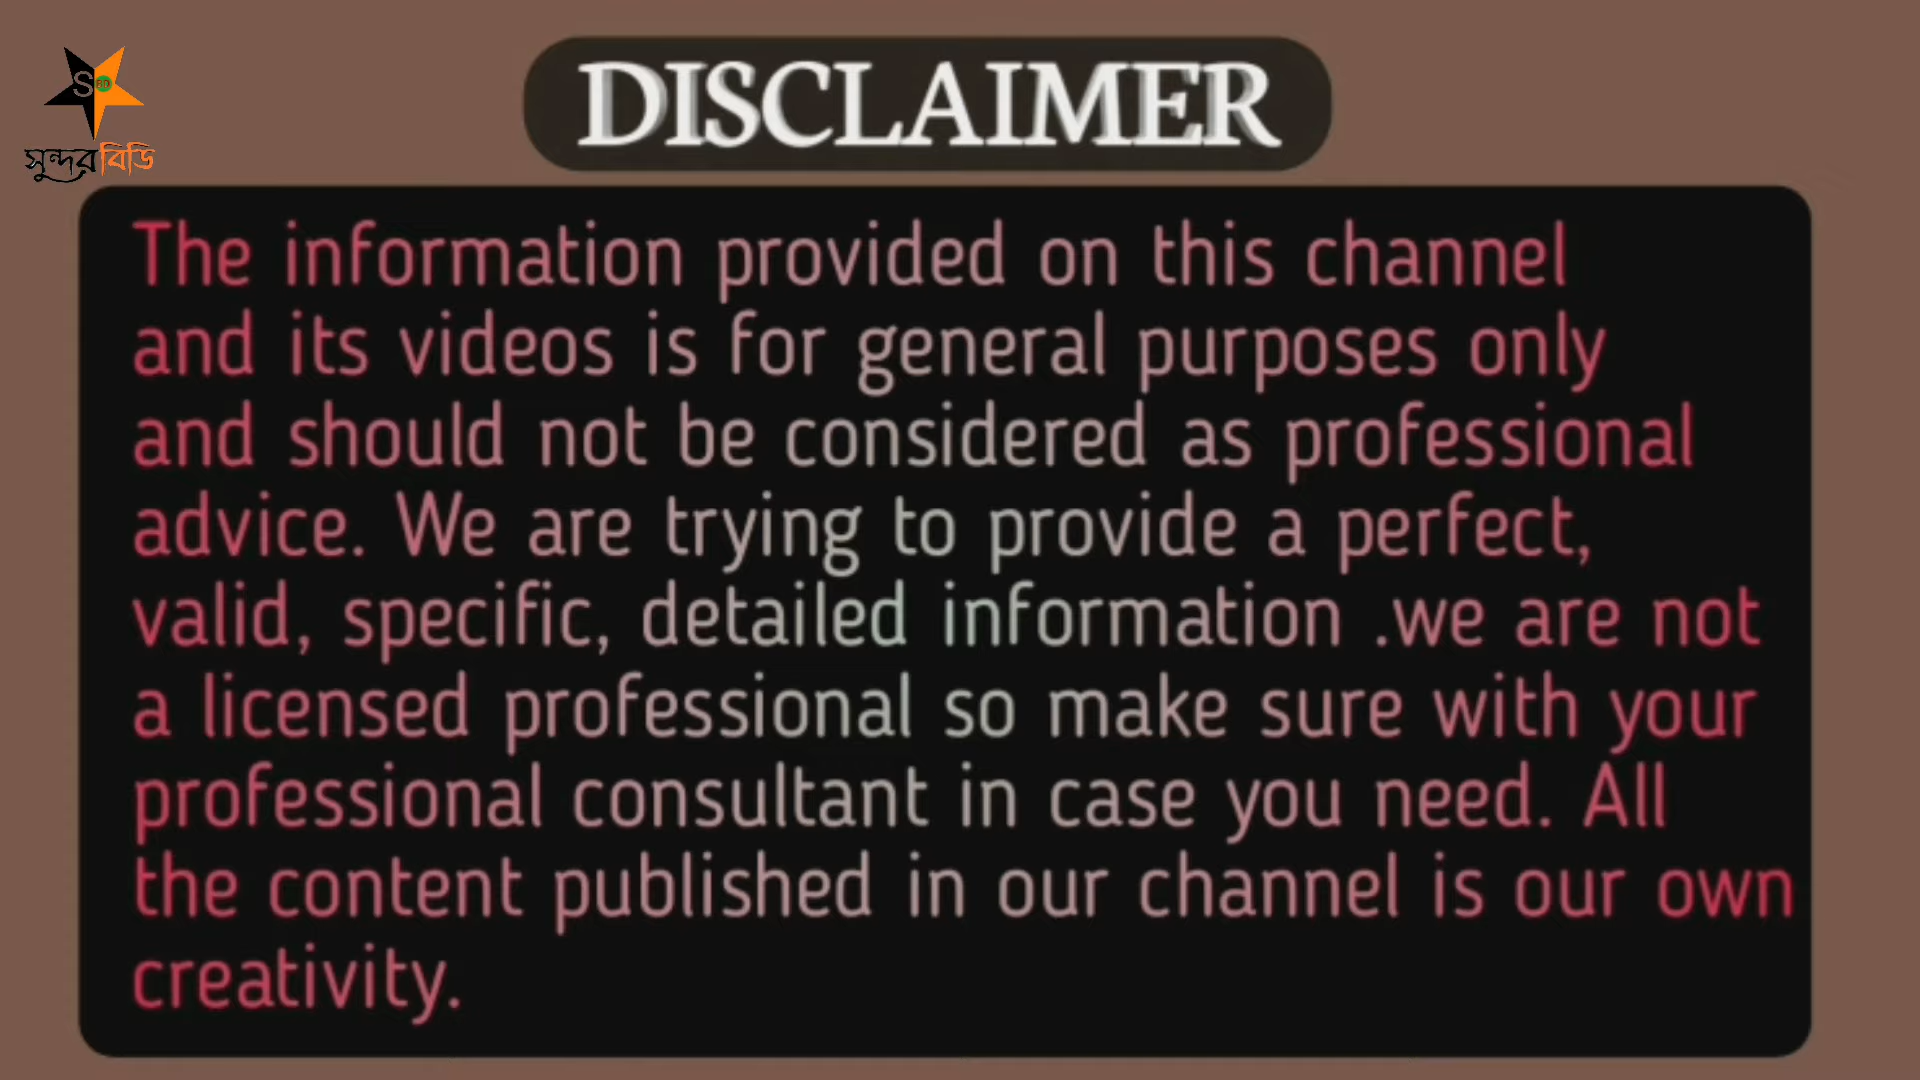 S BD
সুন্দরবিডি
DISCLAIMER
The information provided on this channel
and its videos is for general purposes only
and should not be considered as professional
advice. We are trying to provide a perfect,
valid, specific, detailed information .we are not
a licensed professional so make sure with your
professional consultant in case you need. All
the content published in our channel is our own
creativity.